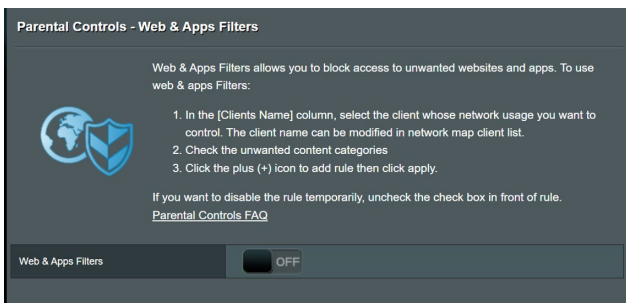 Parental Controls - Web & Apps Filters
Web & Apps Filters allows you to block access to unwanted websites and apps. To use
web & apps Filters:
1. In the [Clients Name] column, select the client whose network usage you want to
control. The client name can be modified in network map client list.
2. Check the unwanted content categories
3. Click the plus (+) icon to add rule then click apply.
If you want to disable the rule temporarily, uncheck the check box in front of rule.
Parental Controls FAQ
Web & Apps Filters
OFF